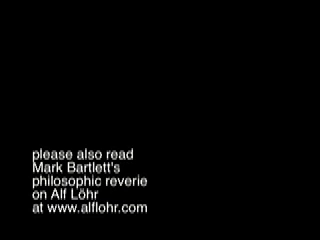 please also read
Mark Bartlett's
philosophic reverie
on Alf Löhr
at www.alflohr.com